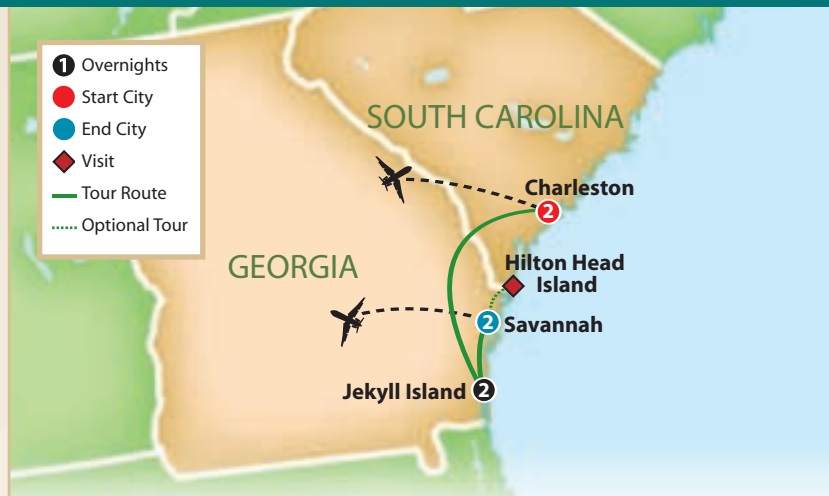 1 Overnights
Start City
End City
Visit
Tour Route
Optional Tour
SOUTH CAROLINA
Charleston
2
Hilton Head
Island
GEORGIA
2 Savannah
Jekyll Island 2